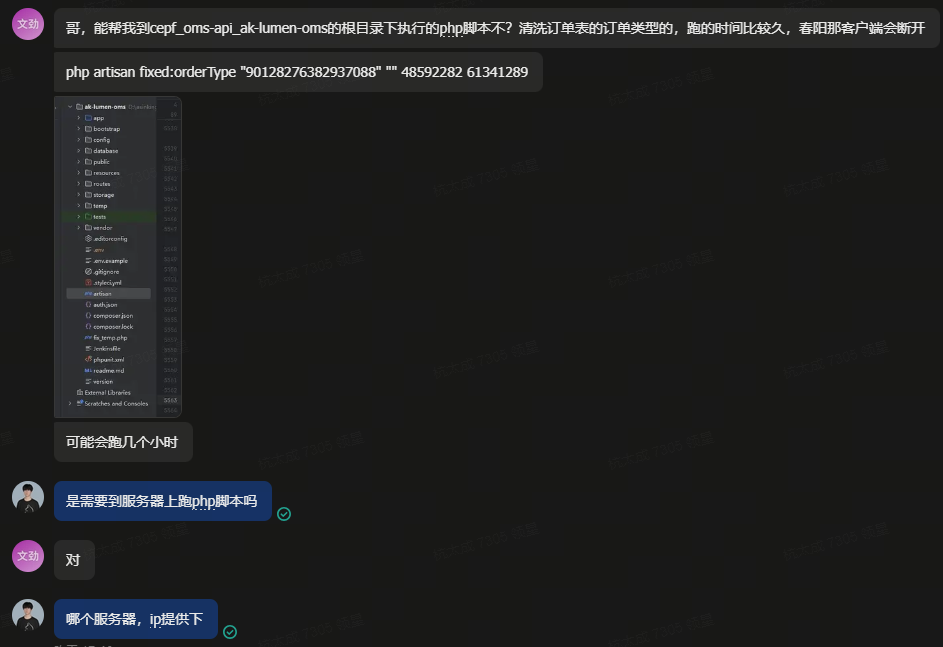 文劲
哥，能帮我到cepf_oms-api_ak-lumen-oms的根目录下执行的php脚本不？清洗订单表的订单类型的，跑的时间比较久，春阳那客户端会断开
php artisan fixed:orderType "90128276382937088" "" 48592282 61341289
ak-lumen-oms
app
bootstrap
config
database
public
resources
routes
storage
temp
tests
vendor
.editorconfig
.env
.env.example
.gitignore
.styleci.yml
artisan
auth.json
composer.json
composer.lock
fix_temp.php
Jenkinsfile
phpunit.xml
readme.md
version
External Libraries
Scratches and Consoles
可能会跑几个小时
是需要到服务器上跑php脚本吗
文劲
对
哪个服务器，ip提供下